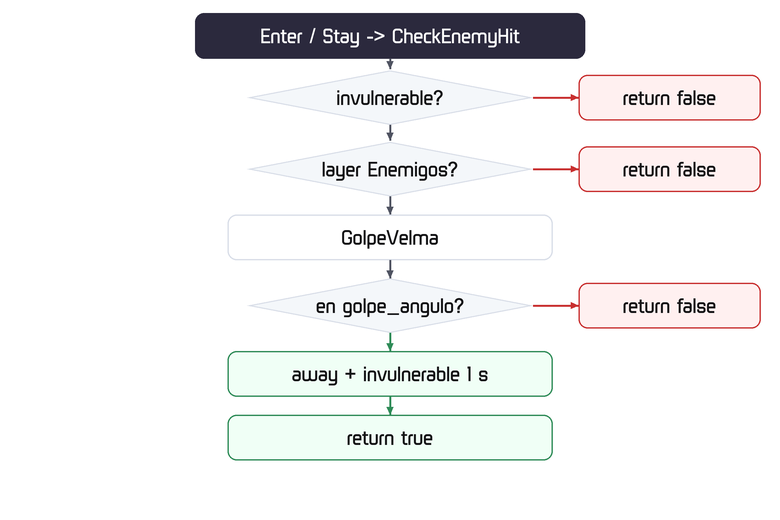 Enter / Stay -> CheckEnemyHit
invulnerable?
return false
layer Enemigos?
return false
GolpeVelma
en golpe_angulo?
return false
away + invulnerable 1 s
return true